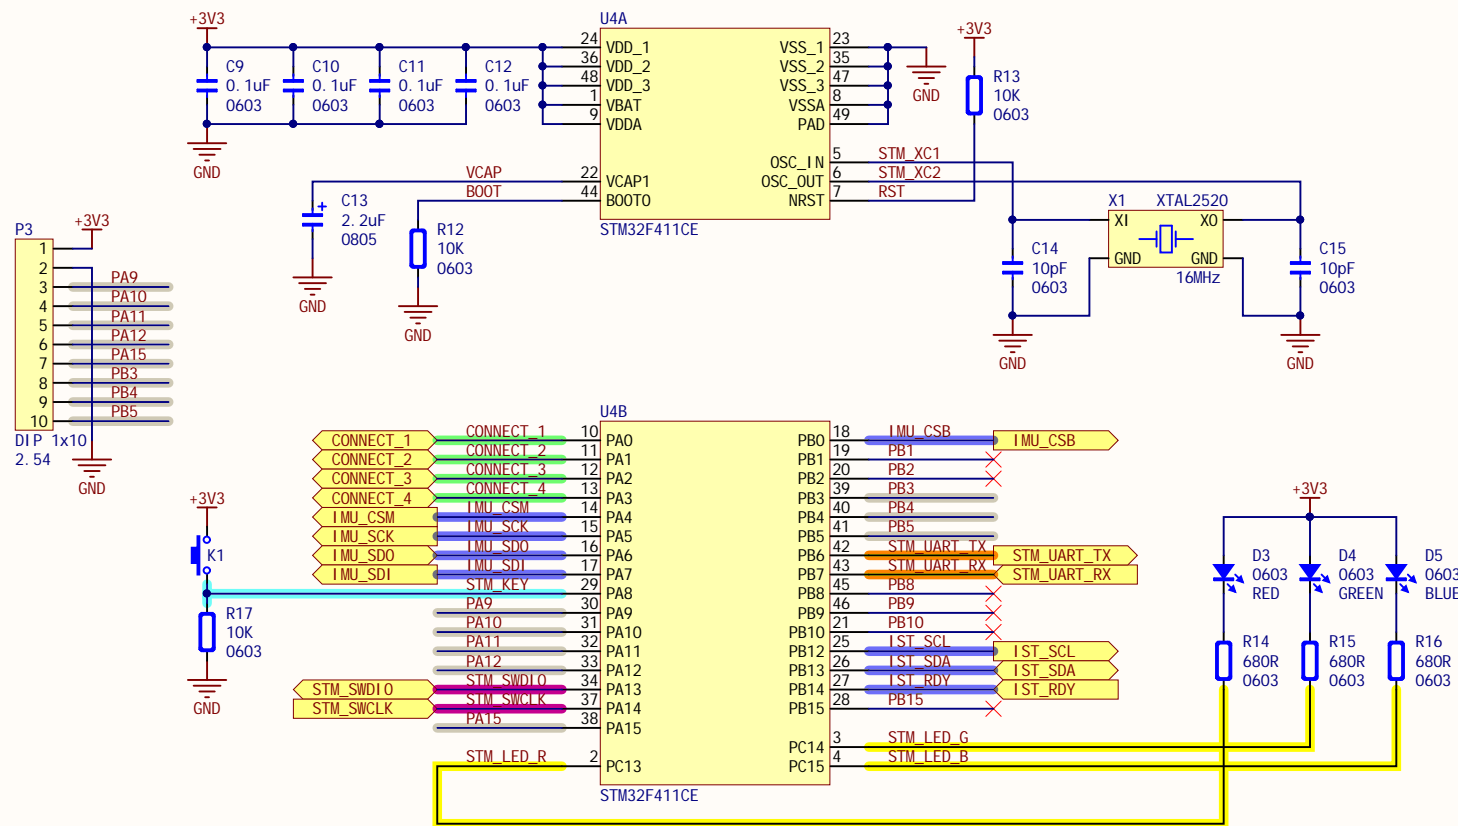 +3V3
C9
0.1uF
0603
C10
0.1uF
0603
C11
0.1uF
0603
C12
0.1uF
0603
GND
U4A
24 VDD_1
36 VDD_2
48 VDD_3
1 VBAT
9 VDDA
22 VCAP1
44 BOOT0
VSS_1 23
VSS_2 35
VSS_3 47
VSSA 8
PAD 49
OSC_IN 5
OSC_OUT 6
NRST 7
STM32F411CE
VCAP
BOOT
C13
+
2.2uF
0805
GND
R12
10K
0603
GND
GND
+3V3
R13
10K
0603
STM_XC1
STM_XC2
RST
X1 XTAL2520
XI XO
GND GND
16MHz
C14
10pF
0603
GND
C15
10pF
0603
GND
P3
+3V3
1
2
3 PA9
4 PA10
5 PA11
6 PA12
7 PA15
8 PB3
9 PB4
10 PB5
DIP 1x10
2.54
GND
U4B
CONNECT_1 CONNECT_1 10 PA0
CONNECT_2 CONNECT_2 11 PA1
CONNECT_3 CONNECT_3 12 PA2
CONNECT_4 CONNECT_4 13 PA3
IMU_CSM IMU_CSM 14 PA4
IMU_SCK IMU_SCK 15 PA5
IMU_SDO IMU_SDO 16 PA6
IMU_SDI IMU_SDI 17 PA7
STM_KEY 29 PA8
PA9 30 PA9
PA10 31 PA10
PA11 32 PA11
PA12 33 PA12
STM_SWDIO STM_SWDIO 34 PA13
STM_SWCLK STM_SWCLK 37 PA14
PA15 38 PA15
STM_LED_R 2 PC13
PB0 18 IMU_CSB IMU_CSB
PB1 19 PB1
PB2 20 PB2
PB3 39 PB3
PB4 40 PB4
PB5 41 PB5
PB6 42 STM_UART_TX STM_UART_TX
PB7 43 STM_UART_RX STM_UART_RX
PB8 45 PB8
PB9 46 PB9
PB10 21 PB10
PB12 25 IST_SCL IST_SCL
PB13 26 IST_SDA IST_SDA
PB14 27 IST_RDY IST_RDY
PB15 28 PB15
PC14 3 STM_LED_G
PC15 4 STM_LED_B
STM32F411CE
+3V3
K1
R17
10K
0603
GND
+3V3
D3
0603
RED
D4
0603
GREEN
D5
0603
BLUE
R14
680R
0603
R15
680R
0603
R16
680R
0603